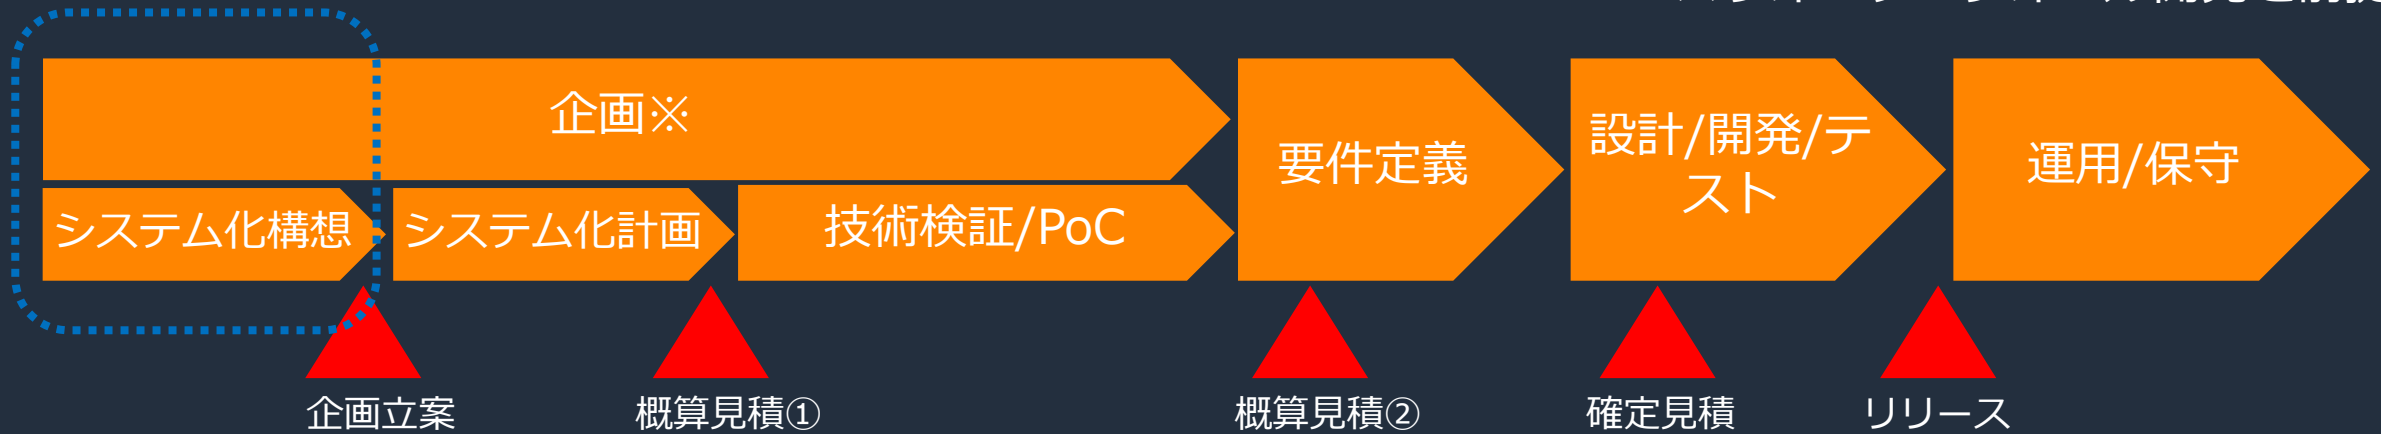 企画※
システム化構想
システム化計画
技術検証/PoC
要件定義
設計/開発/テ
スト
運用/保守
企画立案
概算見積①
概算見積②
確定見積
リリース